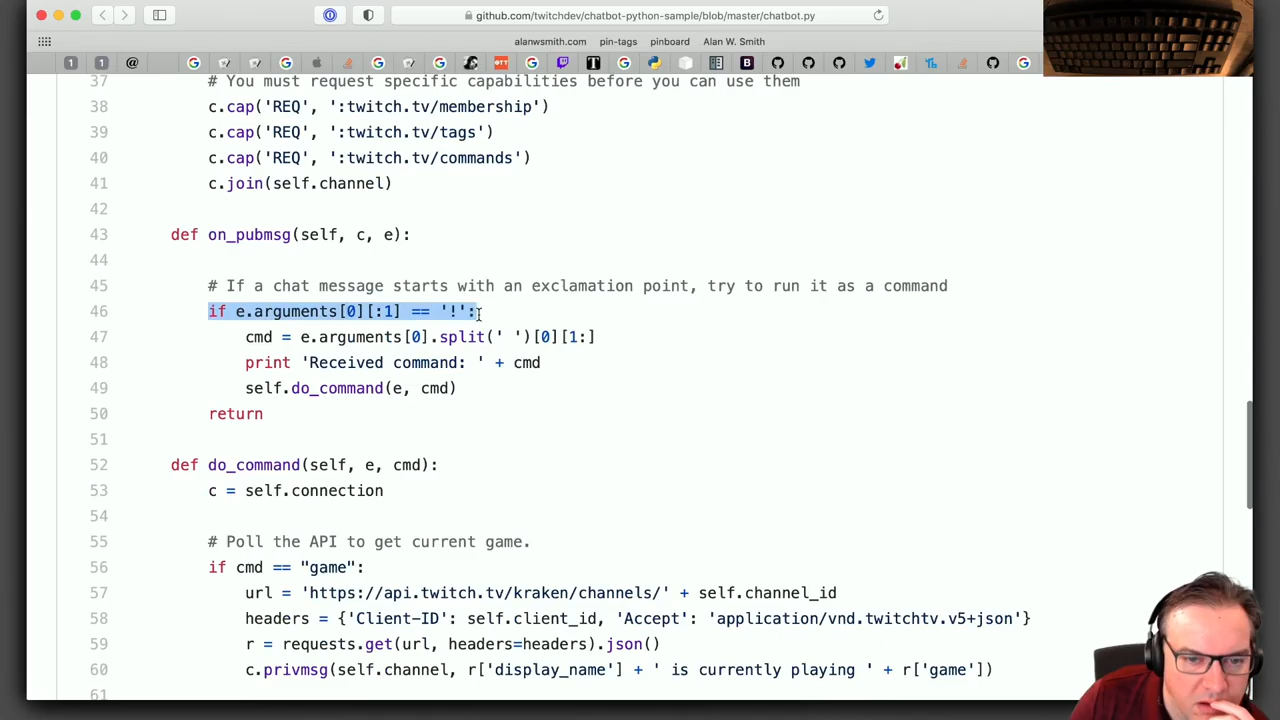 github.com/twitchdev/chatbot-python-sample/blob/master/chatbot.py
alanwsmith.com pin-tags pinboard Alan W. Smith
37 # You must request specific capabilities before you can use them
38 c.cap('REQ', ':twitch.tv/membership')
39 c.cap('REQ', ':twitch.tv/tags')
40 c.cap('REQ', ':twitch.tv/commands')
41 c.join(self.channel)
42
43 def on_pubmsg(self, c, e):
44
45 # If a chat message starts with an exclamation point, try to run it as a command
46 if e.arguments[0][:1] == '!':
47 cmd = e.arguments[0].split(' ')[0][1:]
48 print 'Received command: ' + cmd
49 self.do_command(e, cmd)
50 return
51
52 def do_command(self, e, cmd):
53 c = self.connection
54
55 # Poll the API to get current game.
56 if cmd == "game":
57 url = 'https://api.twitch.tv/kraken/channels/' + self.channel_id
58 headers = {'Client-ID': self.client_id, 'Accept': 'application/vnd.twitchtv.v5+json'}
59 r = requests.get(url, headers=headers).json()
60 c.privmsg(self.channel, r['display_name'] + ' is currently playing ' + r['game'])
61